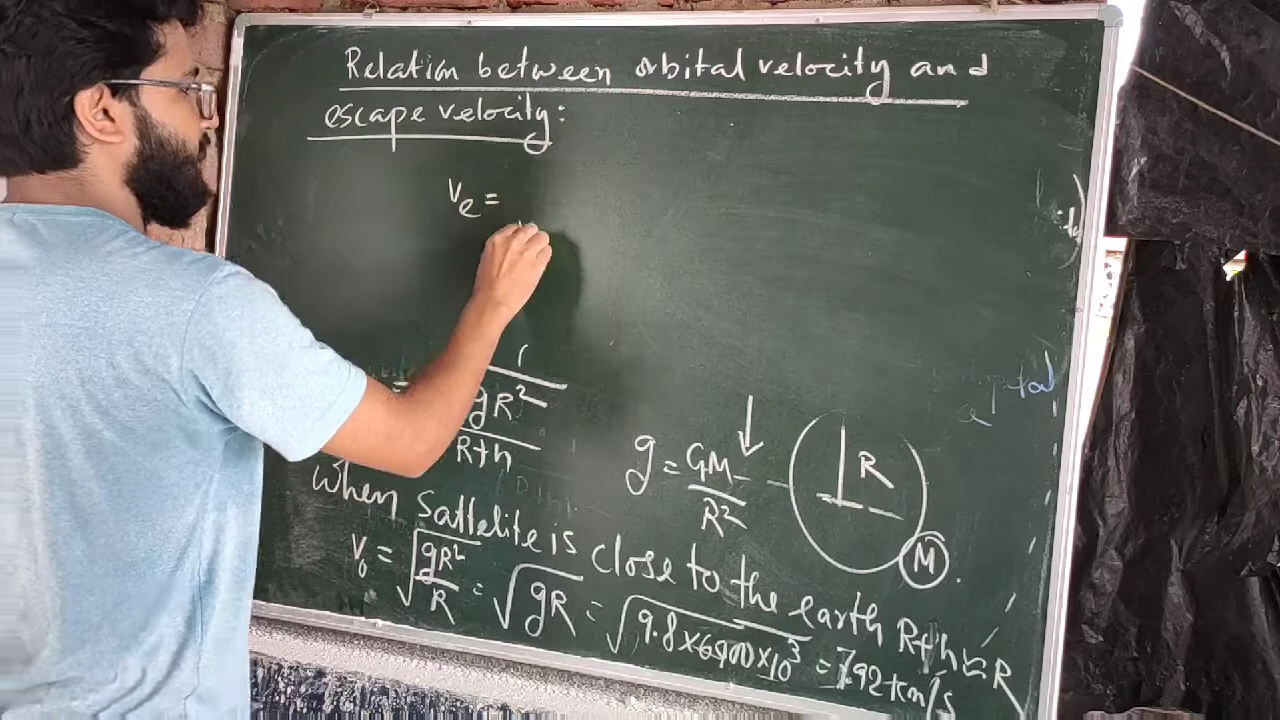 Relation between orbital velocity and
escape velocity:
Ve =
r
gR²
R+h
g = GM
R²
R
M
When Sattelite is close to the earth R+h ≈ R
V₀ = √gR²/R = √gR = √9.8×6400×10³ = 7.92 km/s